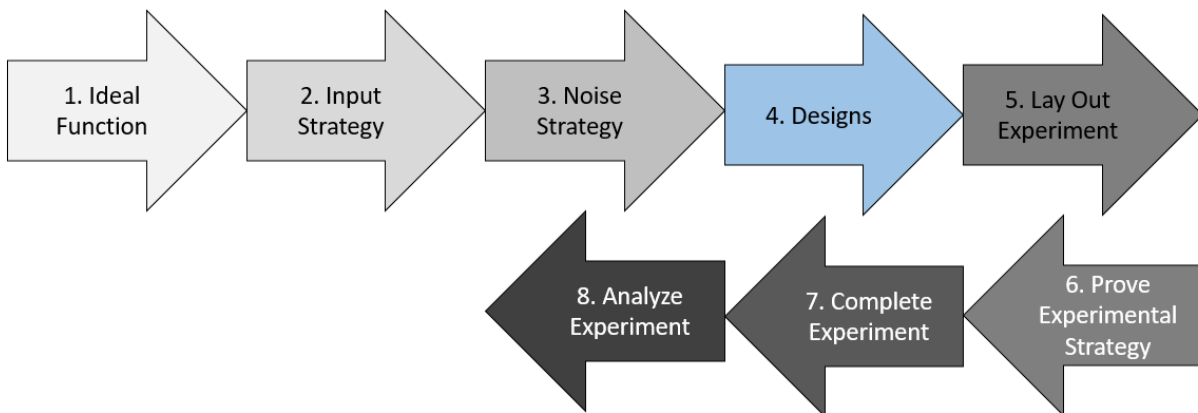 1. Ideal
Function
2. Input
Strategy
3. Noise
Strategy
4. Designs
5. Lay Out
Experiment
6. Prove
Experimental
Strategy
7. Complete
Experiment
8. Analyze
Experiment